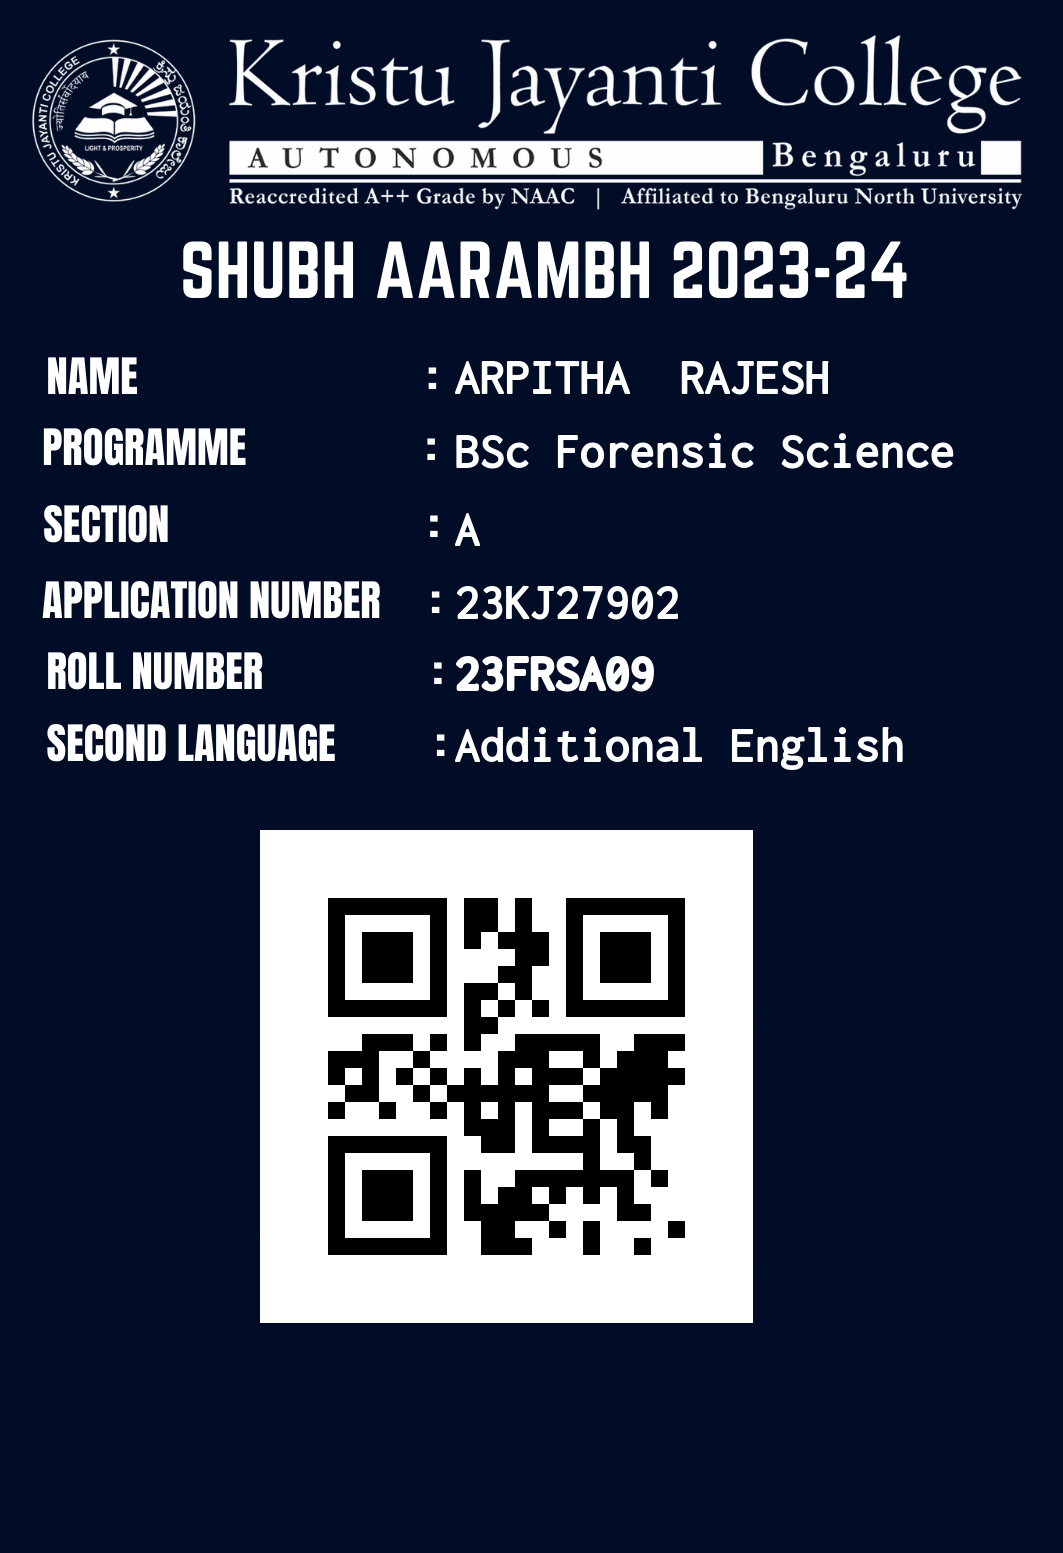 Kristu Jayanti College
AUTONOMOUS Bengaluru
Reaccredited A++ Grade by NAAC | Affiliated to Bengaluru North University
KRISTU JAYANTI COLLEGE
ಕ್ರಿಸ್ತು ಜಯಂತಿ ಕಾಲೇಜು
LIGHT & PROSPERITY
SHUBH AARAMBH 2023-24
NAME : ARPITHA RAJESH
PROGRAMME : BSc Forensic Science
SECTION : A
APPLICATION NUMBER : 23KJ27902
ROLL NUMBER : 23FRSA09
SECOND LANGUAGE : Additional English